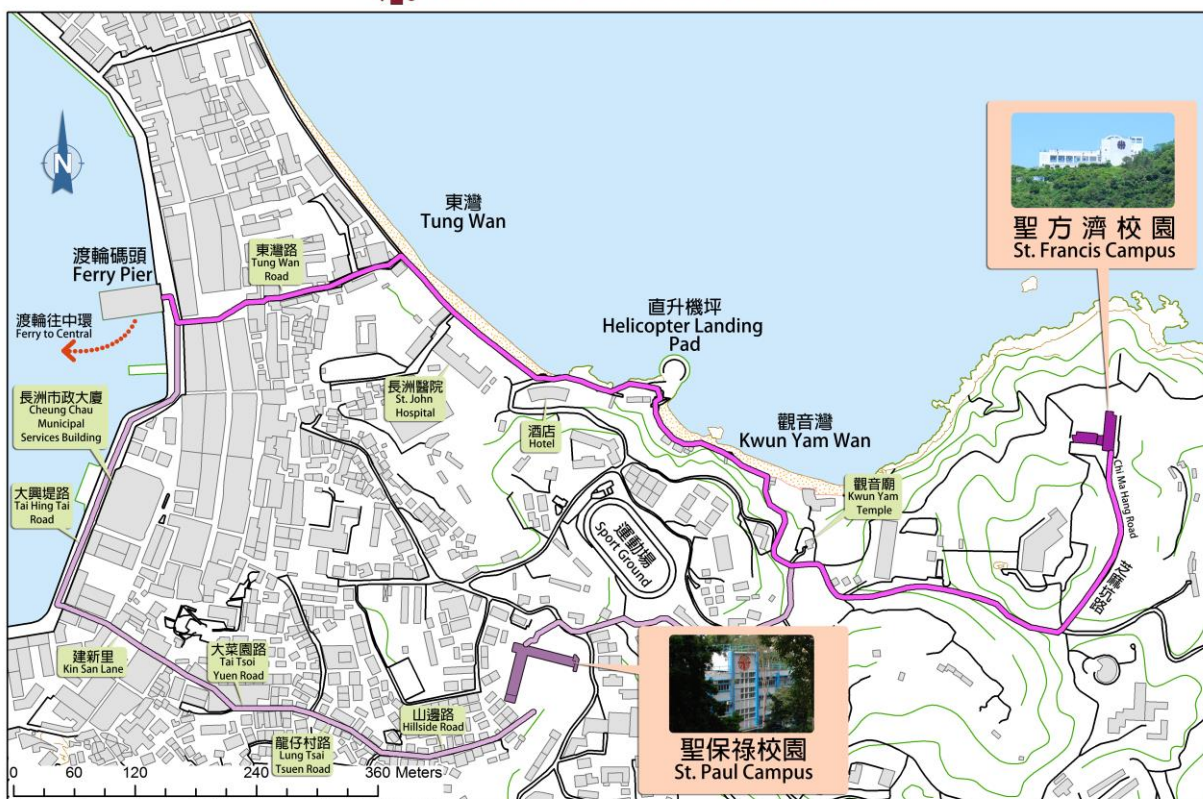 東灣
Tung Wan
渡輪碼頭
Ferry Pier
東灣路
Tung Wan
Road
渡輪往中環
Ferry to Central
N
直升機坪
Helicopter Landing
Pad
聖方濟校園
St. Francis Campus
長洲市政大廈
Cheung Chau
Municipal
Services Building
長洲醫院
St. John
Hospital
酒店
Hotel
觀音灣
Kwun Yam Wan
觀音廟
Kwun Yam
Temple
大興堤路
Tai Hing Tai
Road
運動場
Sport Ground
Chi Ma Hang Road
芝麻坑路
建新里
Kin San Lane
大菜園路
Tai Tsoi
Yuen Road
龍仔村路
Lung Tsai
Tsuen Road
山邊路
Hillside Road
聖保祿校園
St. Paul Campus
0 60 120 240 360 Meters